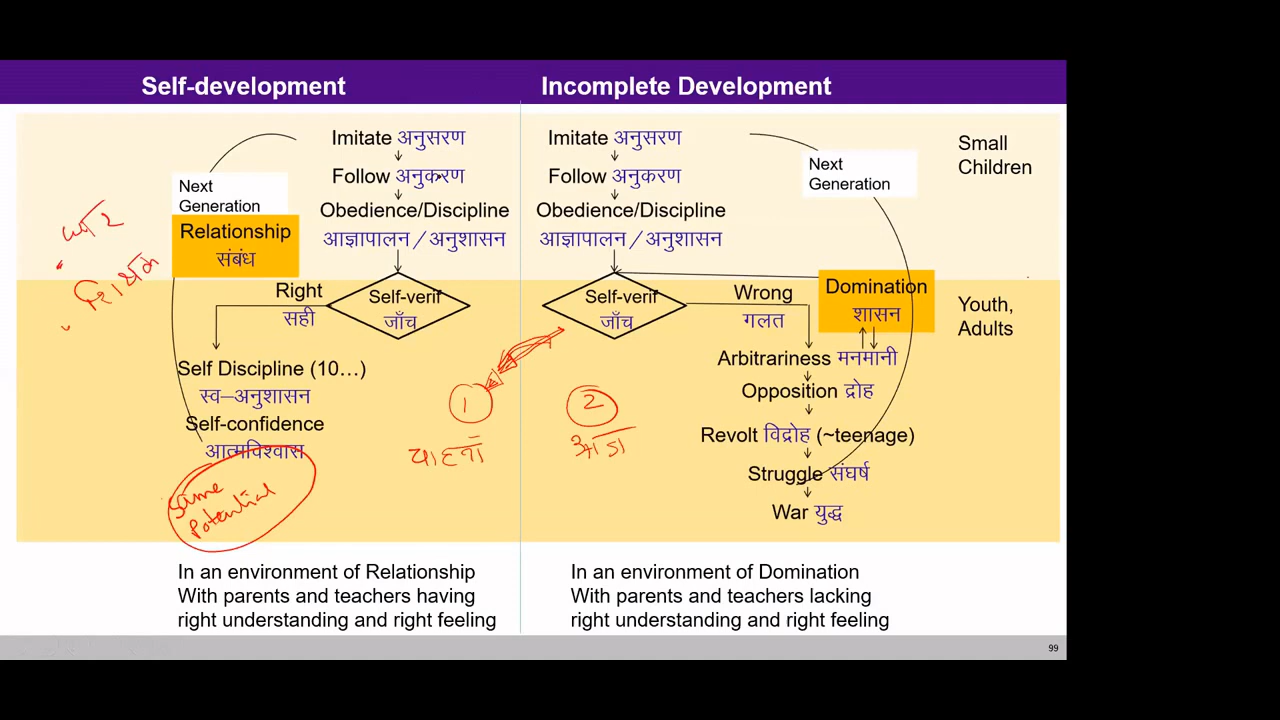 Self-development
Imitate अनुसरण
Follow अनुकरण
Obedience/Discipline
आज्ञापालन / अनुशासन
Next
Generation
Relationship
संबंध
Self-verif
जाँच
Right
सही
Self Discipline (10…)
स्व–अनुशासन
Self-confidence
आत्मविश्वास
same
potential
In an environment of Relationship
With parents and teachers having
right understanding and right feeling
Incomplete Development
Imitate अनुसरण
Follow अनुकरण
Obedience/Discipline
आज्ञापालन / अनुशासन
Next
Generation
Small
Children
Self-verif
जाँच
Wrong
गलत
Domination
शासन
Youth,
Adults
Arbitrariness मनमानी
Opposition द्रोह
Revolt विद्रोह (~teenage)
Struggle संघर्ष
War युद्ध
1
2
In an environment of Domination
With parents and teachers lacking
right understanding and right feeling
99